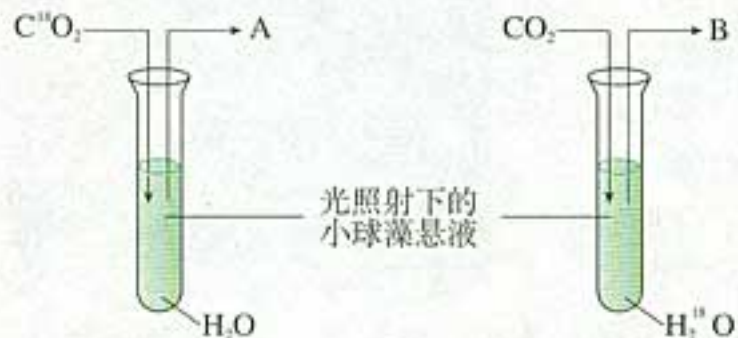 C¹⁸O₂
A
CO₂
B
光照射下的
小球藻悬液
H₂O
H₂¹⁸O